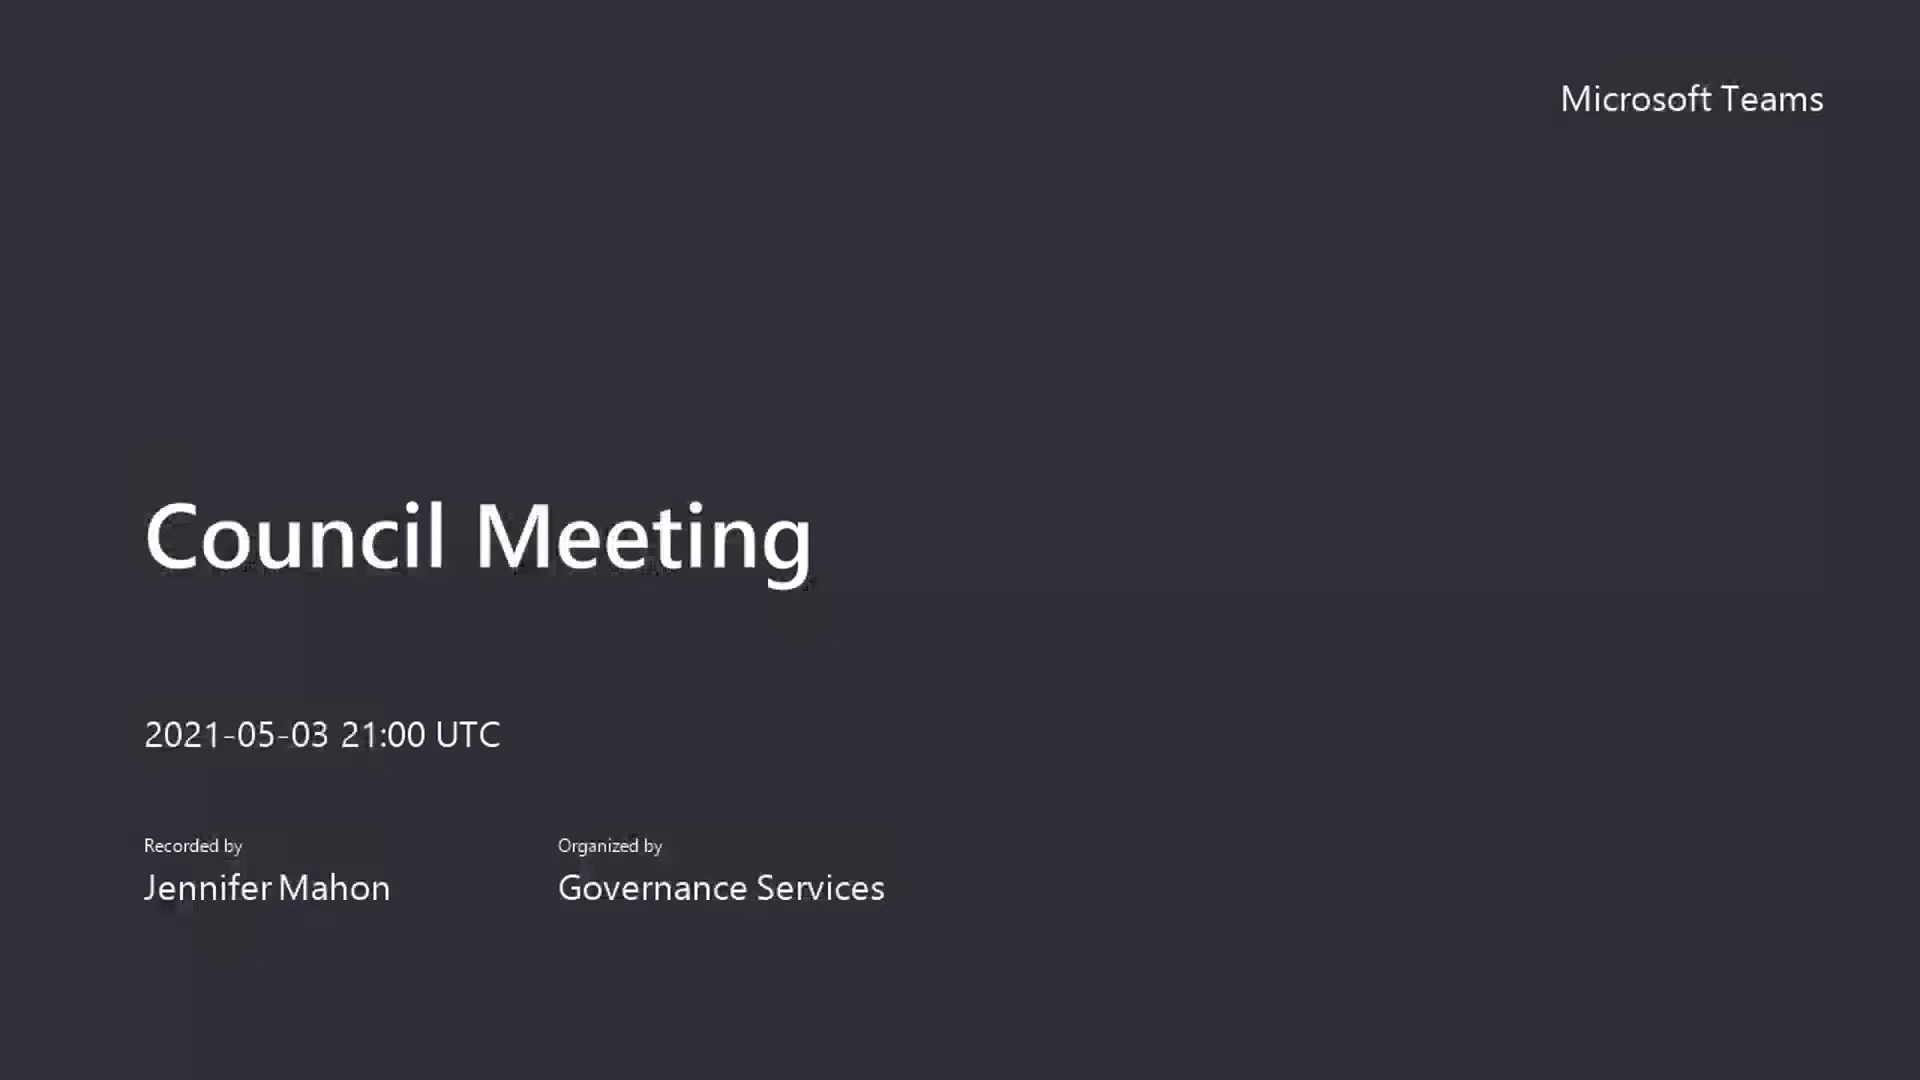 Microsoft Teams
Council Meeting
2021-05-03 21:00 UTC
Recorded by
Jennifer Mahon
Organized by
Governance Services